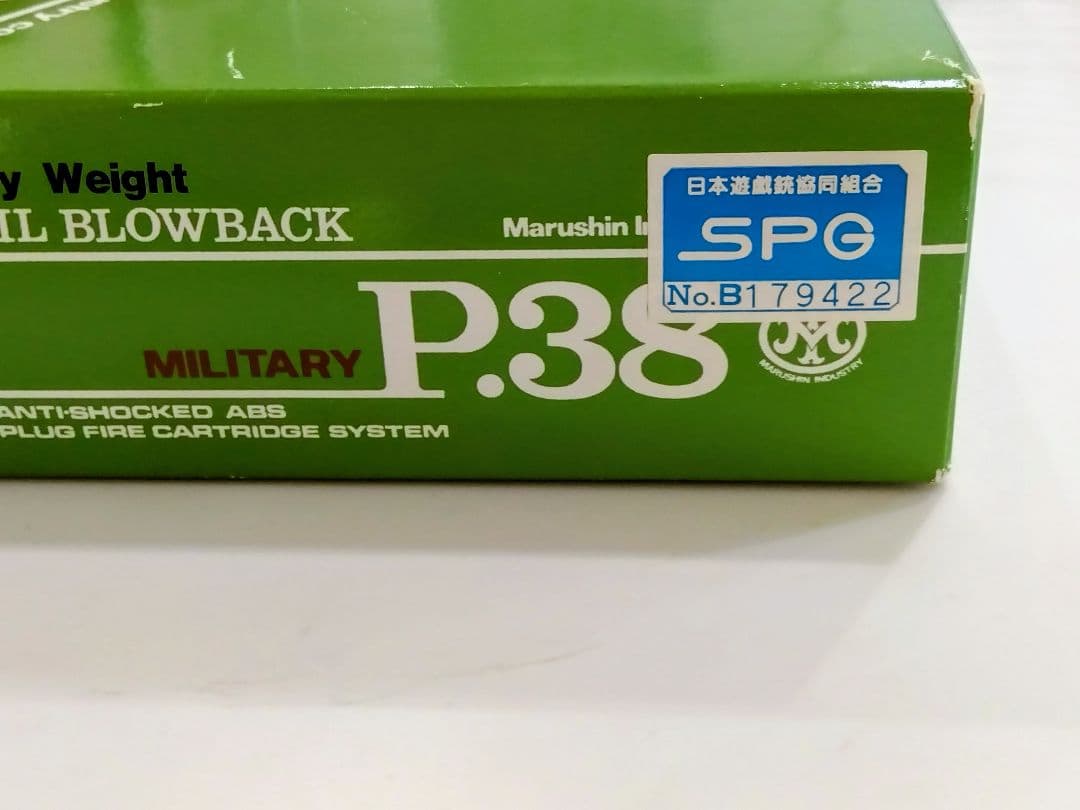 y Weight
IL BLOWBACK
Marushin I
日本遊戯銃協同組合
SPG
No.B179422
MILITARY P.38
MARUSHIN INDUSTRY
ANTI-SHOCKED ABS
PLUG FIRE CARTRIDGE SYSTEM